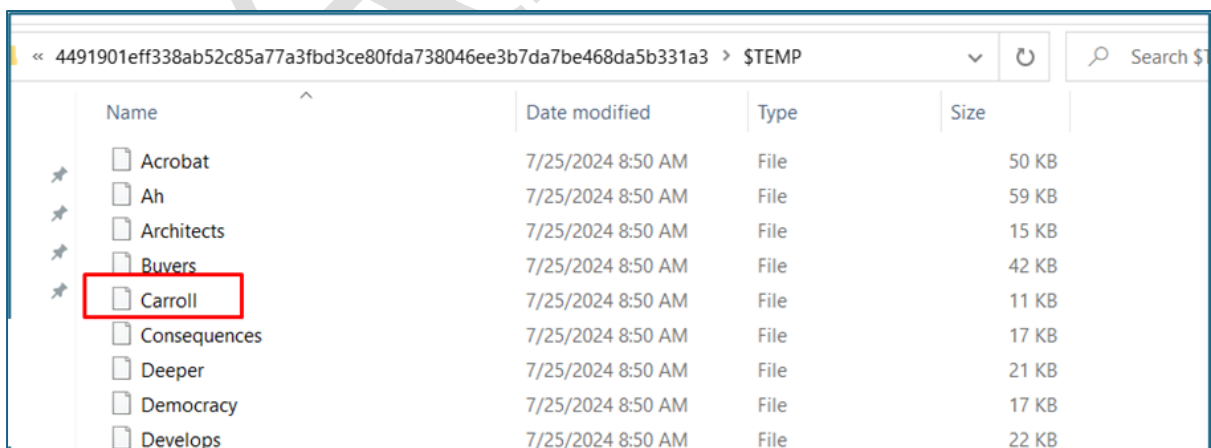 « 4491901eff338ab52c85a77a3fbd3ce80fda738046ee3b7da7be468da5b331a3 > $TEMP Search $T
Name Date modified Type Size
Acrobat 7/25/2024 8:50 AM File 50 KB
Ah 7/25/2024 8:50 AM File 59 KB
Architects 7/25/2024 8:50 AM File 15 KB
Buyers 7/25/2024 8:50 AM File 42 KB
Carroll 7/25/2024 8:50 AM File 11 KB
Consequences 7/25/2024 8:50 AM File 17 KB
Deeper 7/25/2024 8:50 AM File 21 KB
Democracy 7/25/2024 8:50 AM File 17 KB
Develops 7/25/2024 8:50 AM File 22 KB